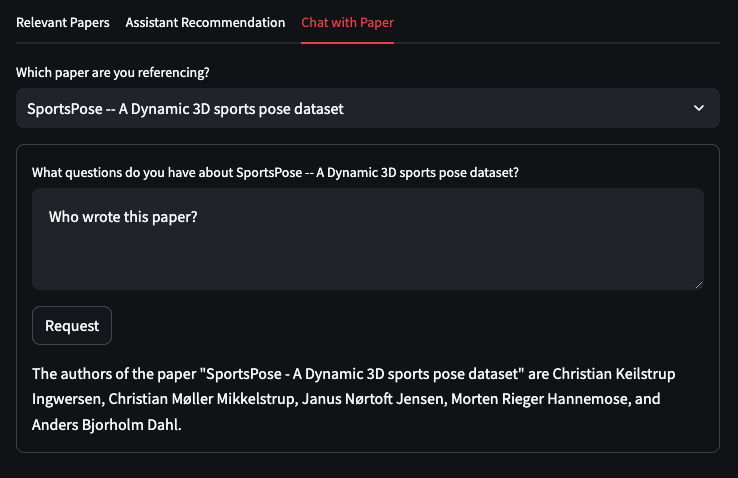 Relevant Papers Assistant Recommendation Chat with Paper
Which paper are you referencing?
SportsPose -- A Dynamic 3D sports pose dataset
What questions do you have about SportsPose -- A Dynamic 3D sports pose dataset?
Who wrote this paper?
Request
The authors of the paper "SportsPose - A Dynamic 3D sports pose dataset" are Christian Keilstrup
Ingwersen, Christian Møller Mikkelstrup, Janus Nørtoft Jensen, Morten Rieger Hannemose, and
Anders Bjorholm Dahl.